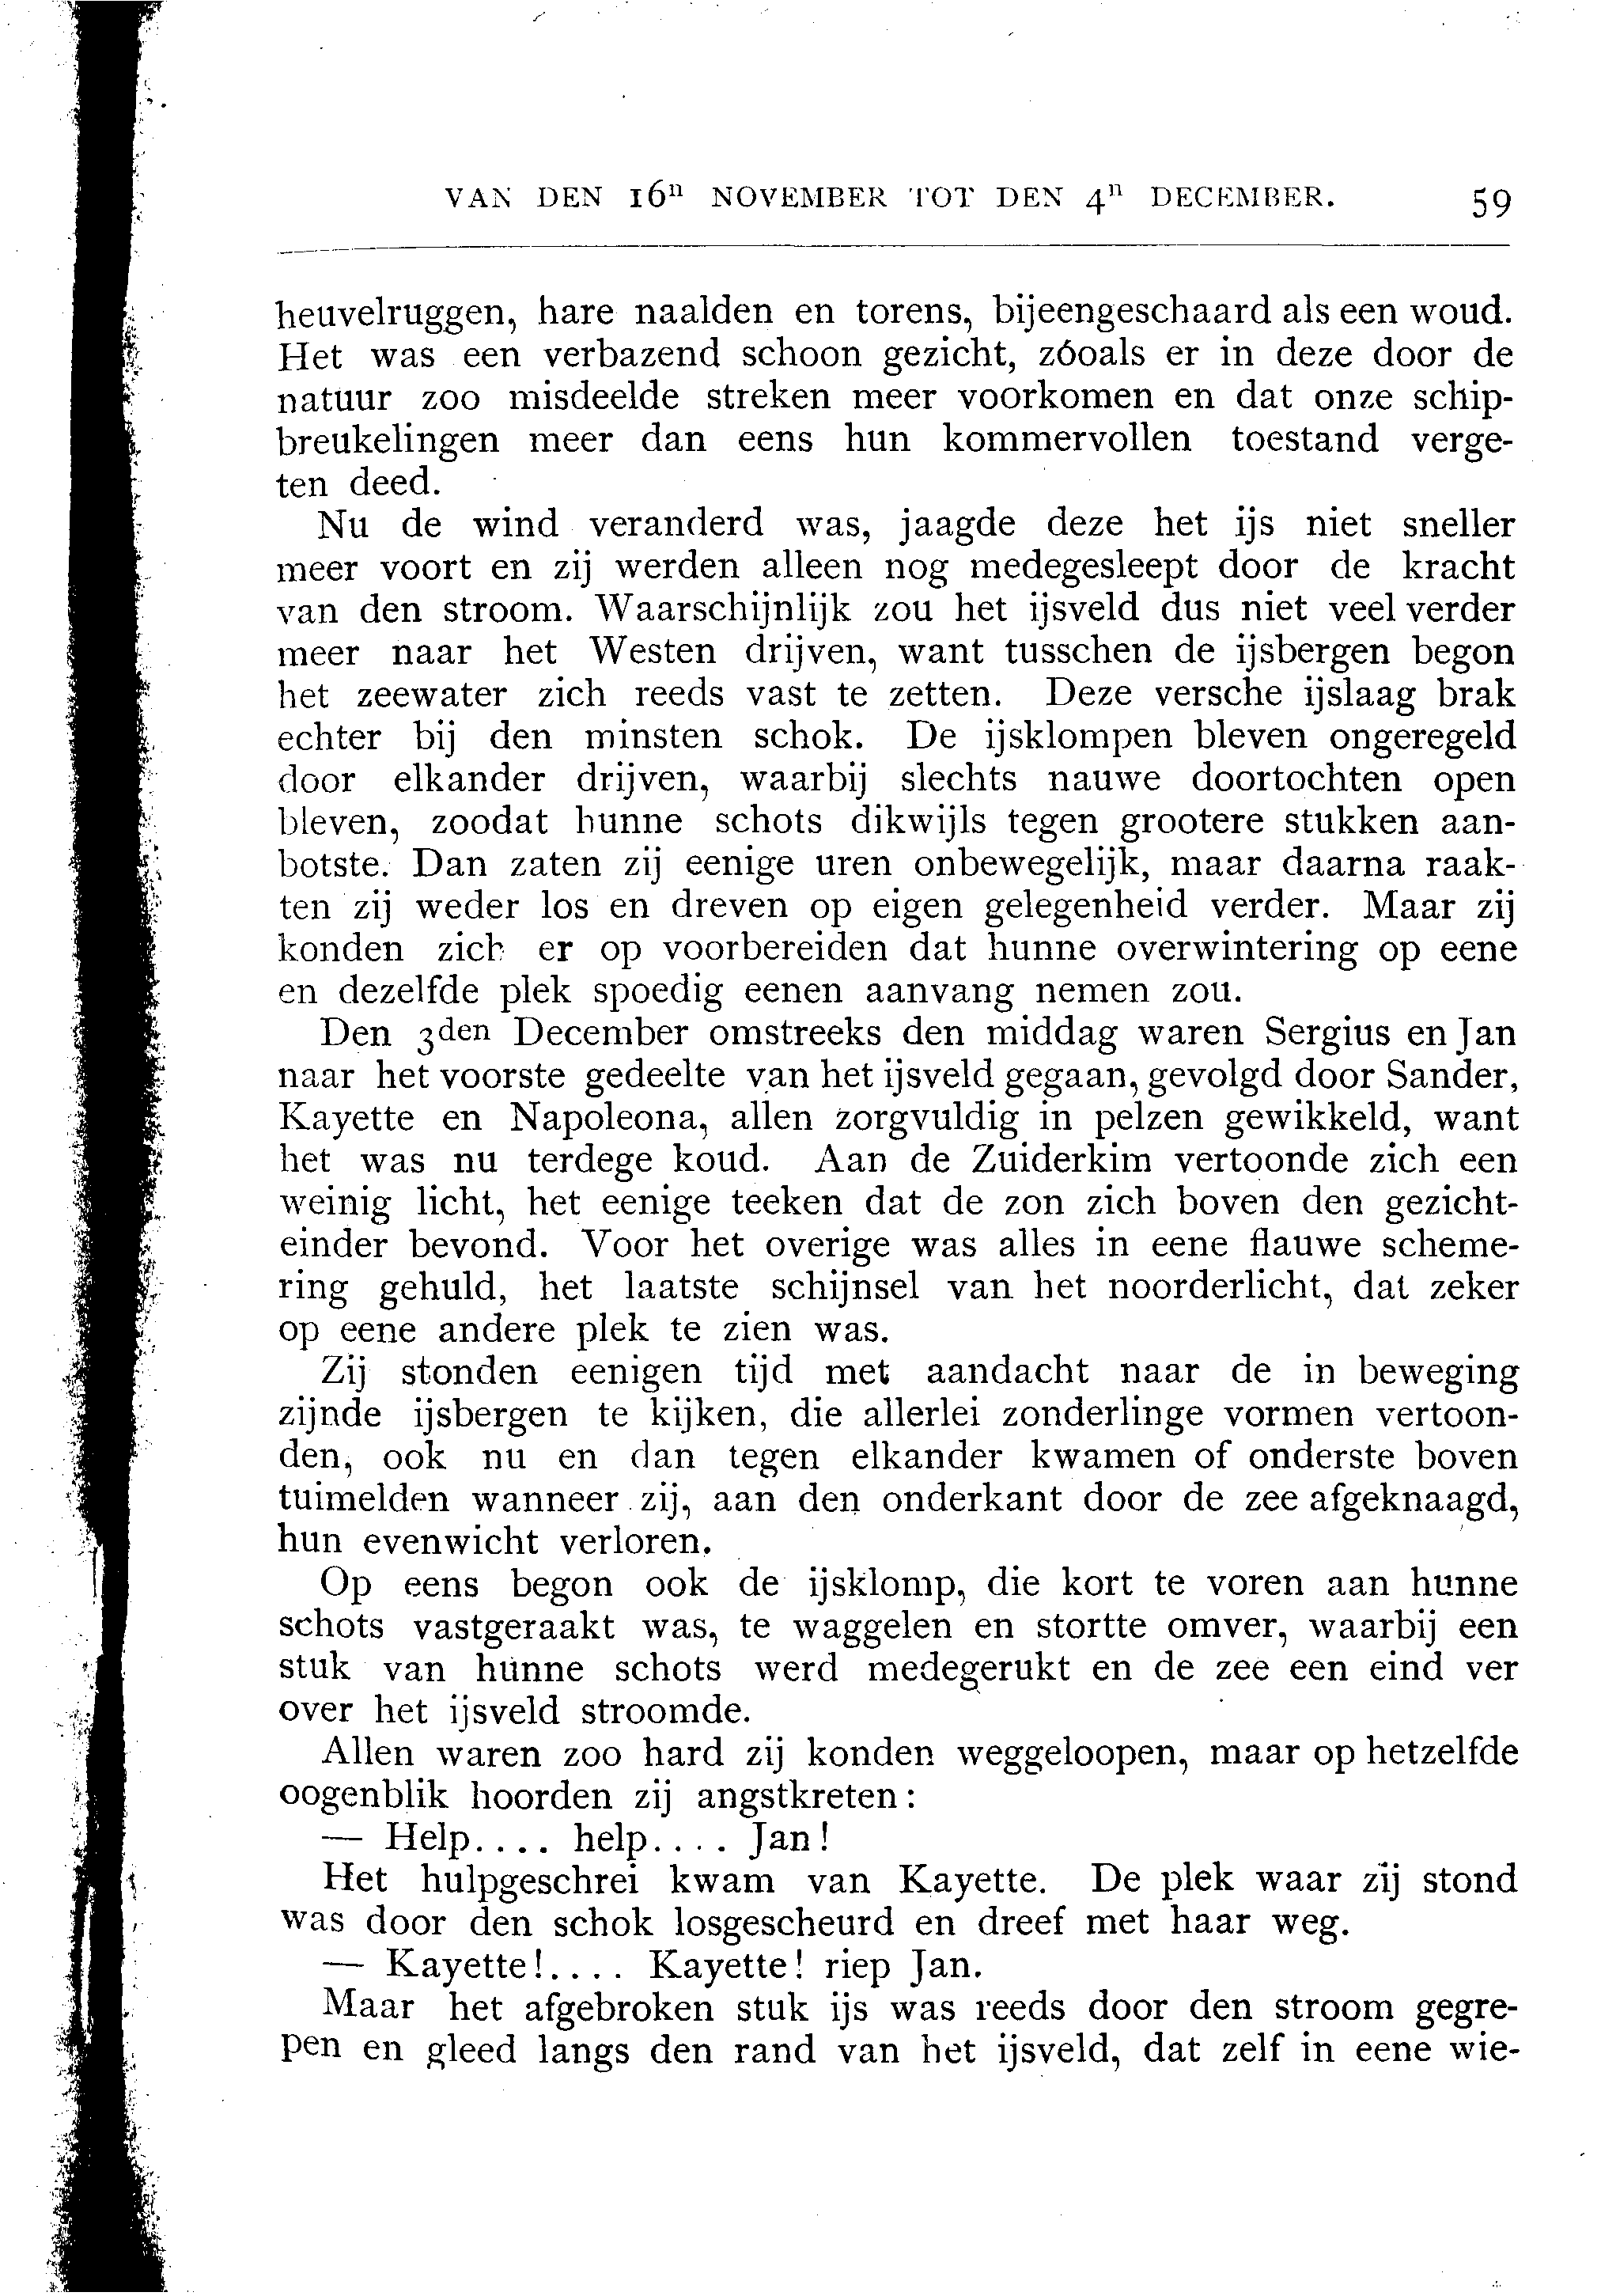 VAN DEN 16n NOVEMBER TOT DEN 4n DECEMBER. 59
heuvelruggen, hare naalden en torens, bijeengeschaard als een woud.
Het was een verbazend schoon gezicht, zóoals er in deze door de
natuur zoo misdeelde streken meer voorkomen en dat onze schip-
breukelingen meer dan eens hun kommervollen toestand verge-
ten deed.
Nu de wind veranderd was, jaagde deze het ijs niet sneller
meer voort en zij werden alleen nog medegesleept door de kracht
van den stroom. Waarschijnlijk zou het ijsveld dus niet veel verder
meer naar het Westen drijven, want tusschen de ijsbergen begon
het zeewater zich reeds vast te zetten. Deze versche ijslaag brak
echter bij den minsten schok. De ijsklompen bleven ongeregeld
door elkander drijven, waarbij slechts nauwe doortochten open
bleven, zoodat hunne schots dikwijls tegen grootere stukken aan-
botste. Dan zaten zij eenige uren onbewegelijk, maar daarna raak-
ten zij weder los en dreven op eigen gelegenheid verder. Maar zij
konden zich er op voorbereiden dat hunne overwintering op eene
en dezelfde plek spoedig eenen aanvang nemen zou.
Den 3den December omstreeks den middag waren Sergius en Jan
naar het voorste gedeelte van het ijsveld gegaan, gevolgd door Sander,
Kayette en Napoleona, allen zorgvuldig in pelzen gewikkeld, want
het was nu terdege koud. Aan de Zuiderkim vertoonde zich een
weinig licht, het eenige teeken dat de zon zich boven den gezicht-
einder bevond. Voor het overige was alles in eene flauwe scheme-
ring gehuld, het laatste schijnsel van het noorderlicht, dat zeker
op eene andere plek te zien was.
Zij stonden eenigen tijd met aandacht naar de in beweging
zijnde ijsbergen te kijken, die allerlei zonderlinge vormen vertoon-
den, ook nu en dan tegen elkander kwamen of onderste boven
tuimelden wanneer zij, aan den onderkant door de zee afgeknaagd,
hun evenwicht verloren.
Op eens begon ook de ijsklomp, die kort te voren aan hunne
schots vastgeraakt was, te waggelen en stortte omver, waarbij een
stuk van hunne schots werd medegerukt en de zee een eind ver
over het ijsveld stroomde.
Allen waren zoo hard zij konden weggeloopen, maar op hetzelfde
oogenblik hoorden zij angstkreten:
— Help.... help.... Jan!
Het hulpgeschrei kwam van Kayette. De plek waar zij stond
was door den schok losgescheurd en dreef met haar weg.
— Kayette!.... Kayette! riep Jan.
Maar het afgebroken stuk ijs was reeds door den stroom gegre-
pen en gleed langs den rand van het ijsveld, dat zelf in eene wie-